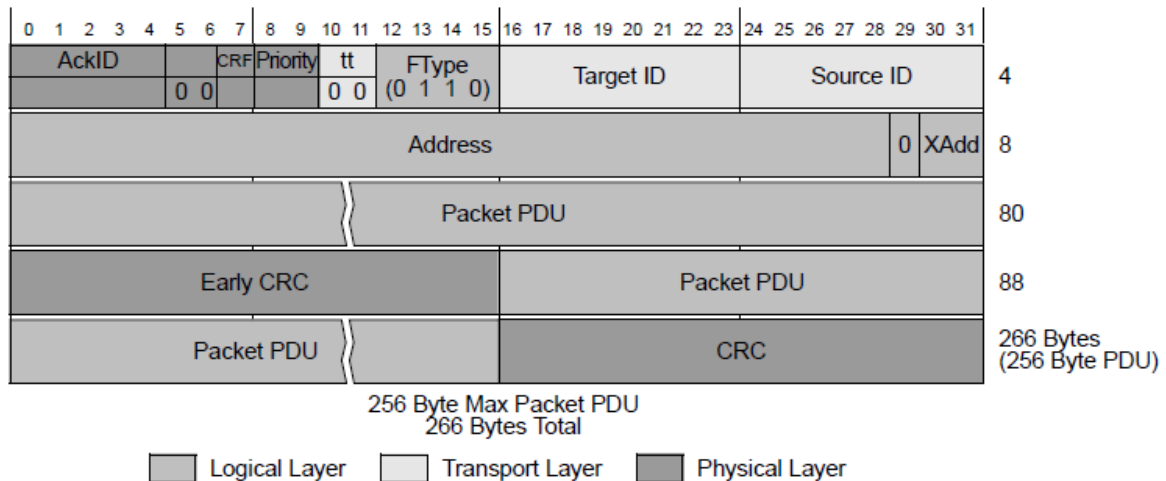 0 1 2 3 4 5 6 7 8 9 10 11 12 13 14 15 16 17 18 19 20 21 22 23 24 25 26 27 28 29 30 31
AckID CRF Priority tt FType Target ID Source ID 4
0 0 0 0 (0 1 1 0)
Address 0 XAdd 8
Packet PDU 80
Early CRC Packet PDU 88
Packet PDU CRC 266 Bytes
(256 Byte PDU)
256 Byte Max Packet PDU
266 Bytes Total
Logical Layer Transport Layer Physical Layer